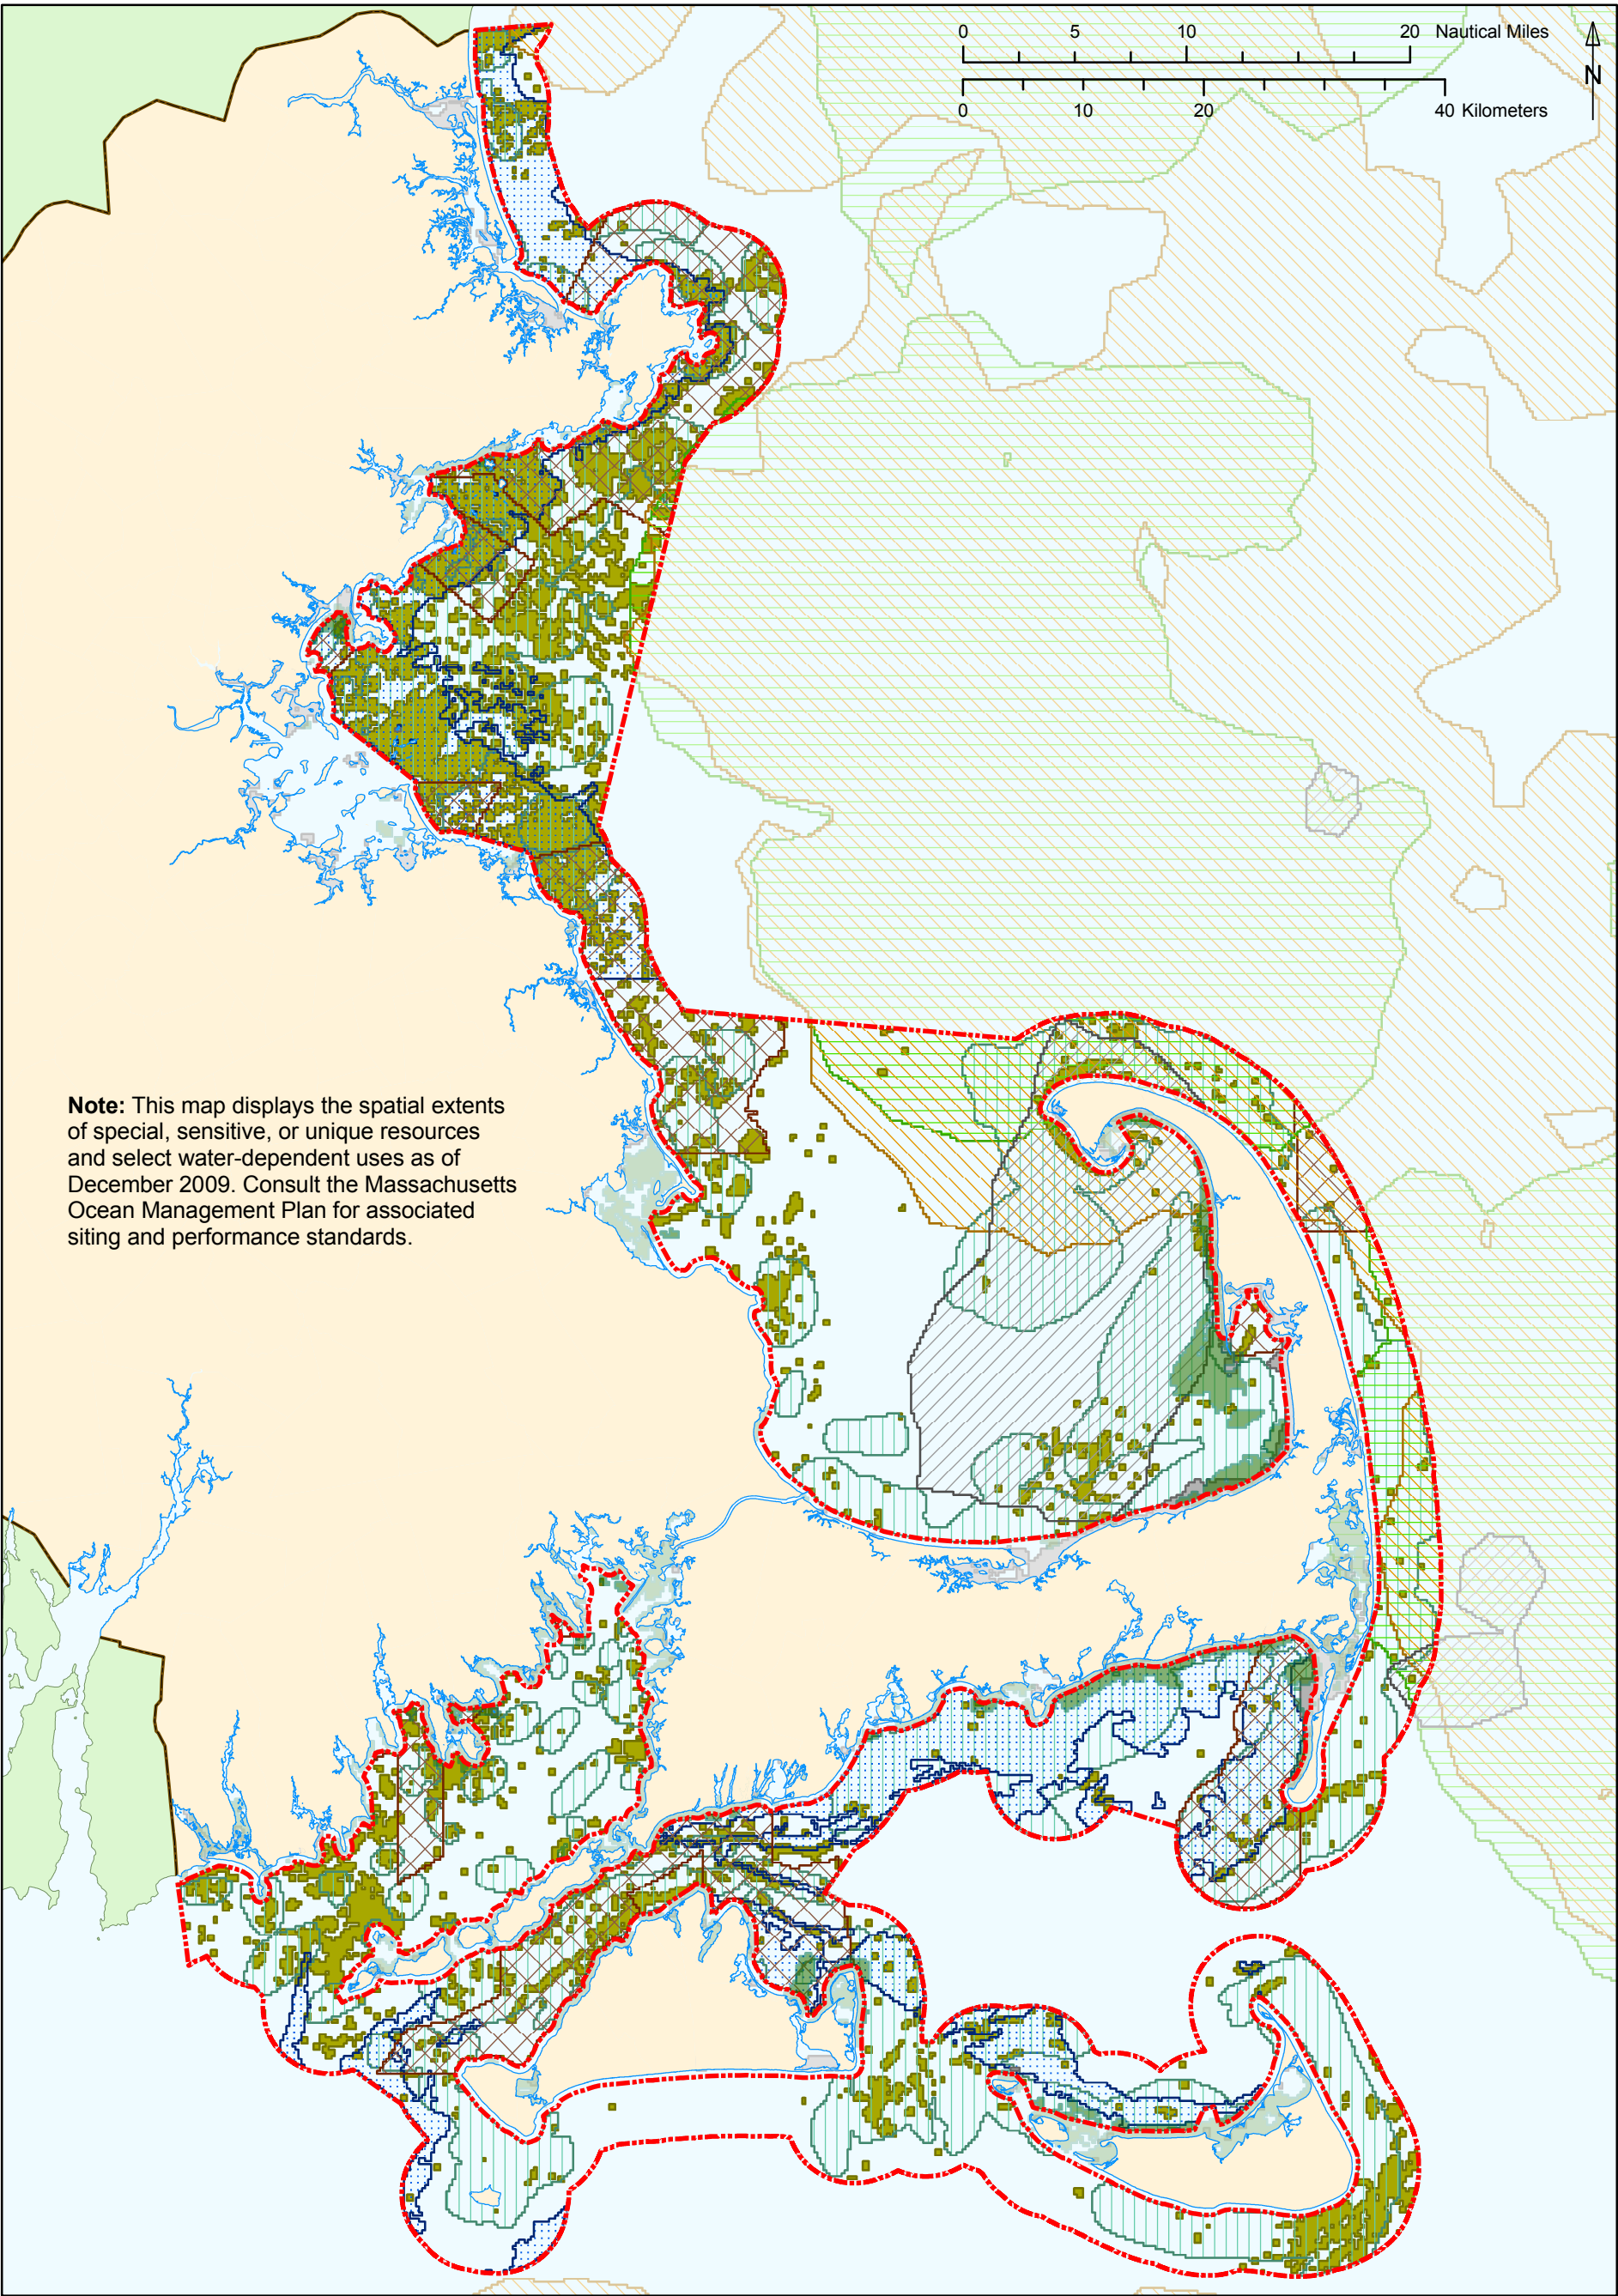 0 5 10 20 Nautical Miles
N
0 10 20 40 Kilometers
Note: This map displays the spatial extents
of special, sensitive, or unique resources
and select water-dependent uses as of
December 2009. Consult the Massachusetts
Ocean Management Plan for associated
siting and performance standards.